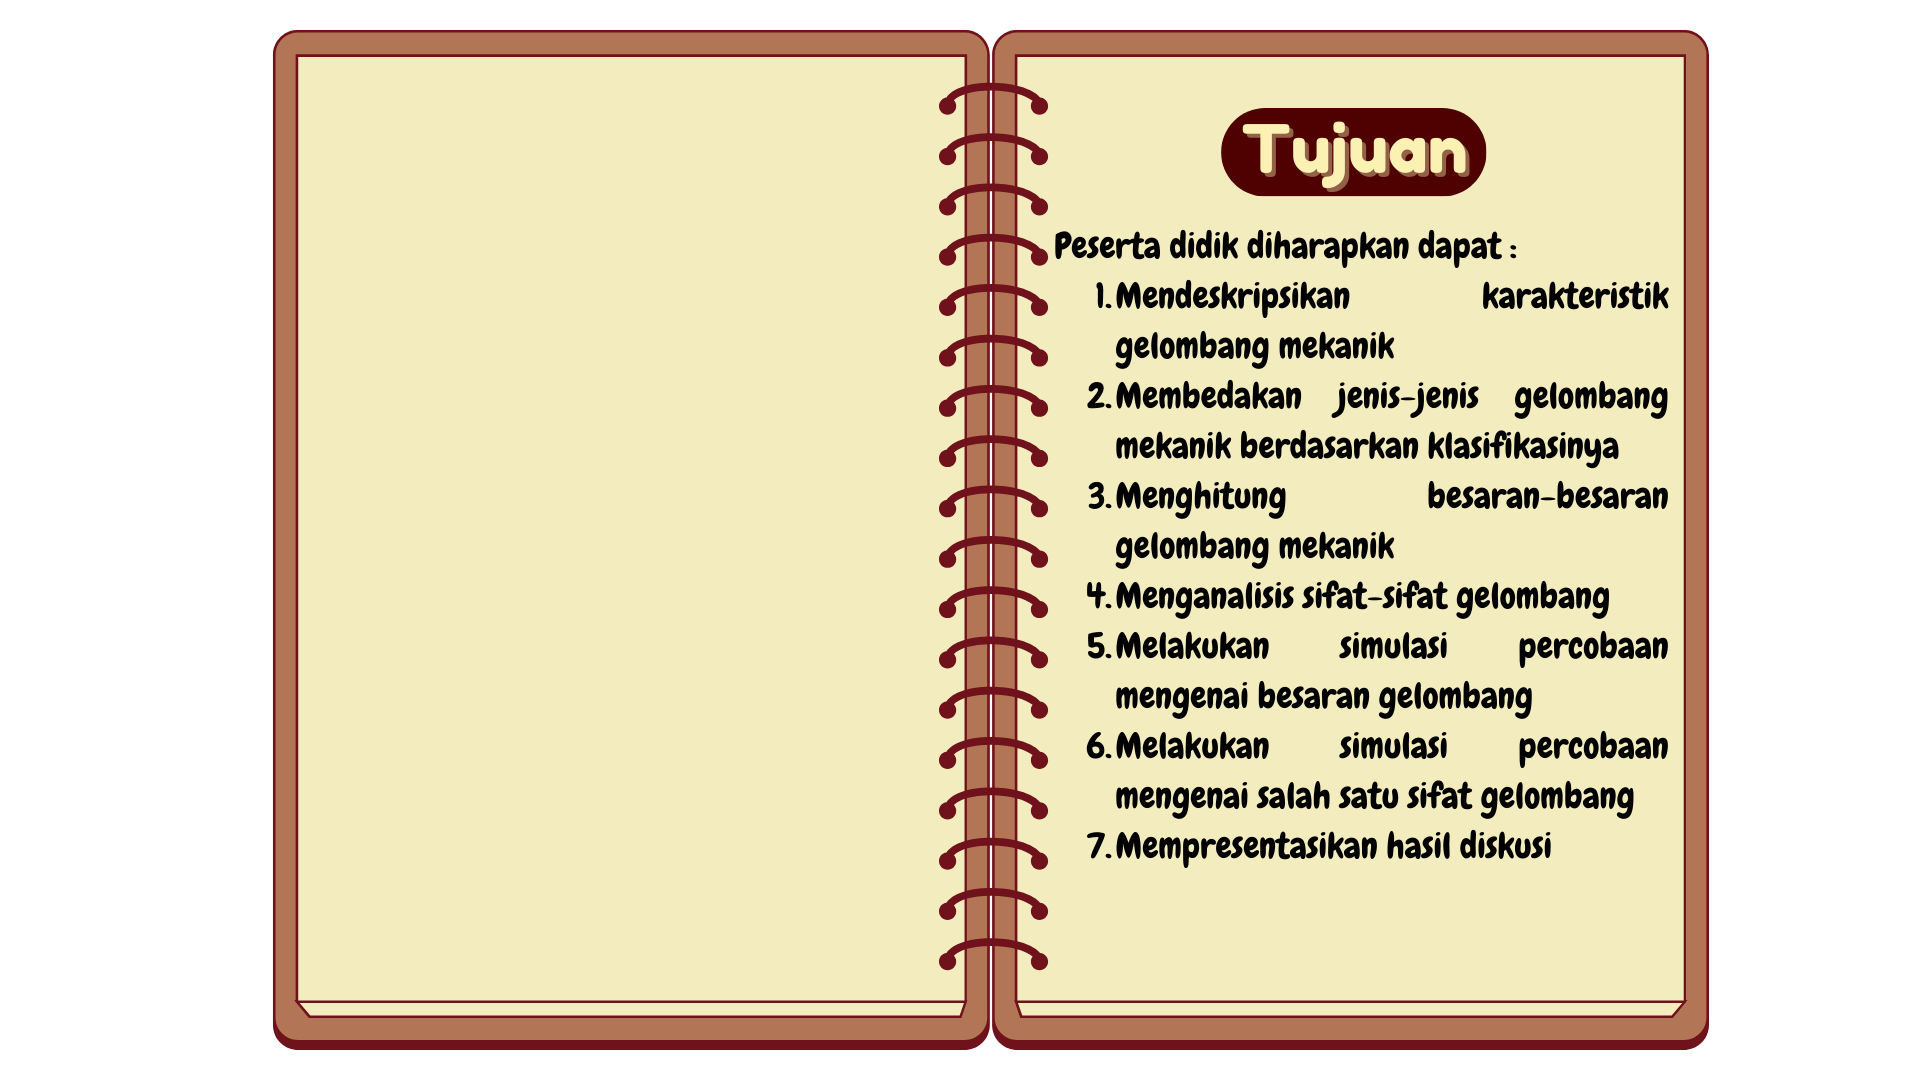 Tujuan
Peserta didik diharapkan dapat :
1. Mendeskripsikan karakteristik
gelombang mekanik
2. Membedakan jenis-jenis gelombang
mekanik berdasarkan klasifikasinya
3. Menghitung besaran-besaran
gelombang mekanik
4. Menganalisis sifat-sifat gelombang
5. Melakukan simulasi percobaan
mengenai besaran gelombang
6. Melakukan simulasi percobaan
mengenai salah satu sifat gelombang
7. Mempresentasikan hasil diskusi